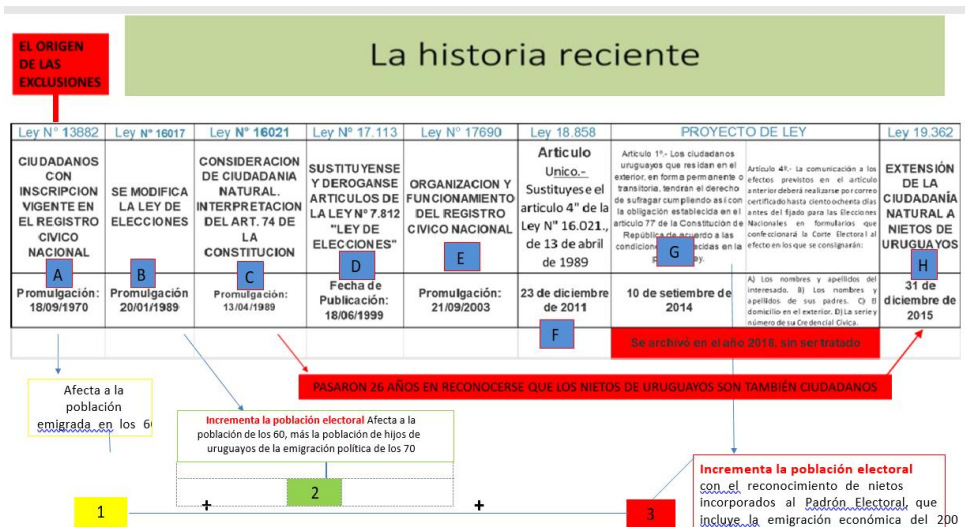 EL ORIGEN
DE LAS
EXCLUSIONES
La historia reciente
Ley N° 13882
Ley N° 16017
Ley N° 16021
Ley N° 17.113
Ley N° 17690
Ley 18.858
PROYECTO DE LEY
Ley 19.362
CIUDADANOS
CON
INSCRIPCION
VIGENTE EN
EL REGISTRO
CIVICO
NACIONAL
A
SE MODIFICA
LA LEY DE
ELECCIONES
B
CONSIDERACION
DE CIUDADANIA
NATURAL.
INTERPRETACION
DEL ART. 74 DE
LA
CONSTITUCION
C
SUSTITUYENSE
Y DEROGANSE
ARTICULOS DE
LA LEY N° 7.812
"LEY DE
ELECCIONES"
D
ORGANIZACION Y
FUNCIONAMIENTO
DEL REGISTRO
CIVICO NACIONAL
E
Articulo
Unico.-
Sustituyese el
articulo 4" de la
Ley N" 16.021.,
de 13 de abril
de 1989
Artículo 1º.- Los ciudadanos
uruguayos que residan en el
exterior, en forma permanente o
transitoria, tendrán el derecho
de sufragar cumpliendo así con
la obligación establecida en el
artículo 77 de la Constitución de
República de acuerdo a las
en la
ley.
G
Artículo 4º.- La comunicación a los
efectos previstos en el artículo
anterior deberá realizarse por correo
certificado hasta ciento ochenta días
antes del fijado para las Elecciones
Nacionales en formularios que
confeccionará la Corte Electoral al
efecto en los que se consignarán:
EXTENSIÓN
DE LA
CIUDADANÍA
NATURAL A
NIETOS DE
URUGUAYOS
H
Promulgación:
18/09/1970
Promulgación
20/01/1989
Promulgación:
13/04/1989
Fecha de
Publicación:
18/06/1999
Promulgación:
21/09/2003
23 de diciembre
de 2011
F
10 de setiembre de
2014
A) Los nombres y apellidos del
interesado. B) Los nombres y
apellidos de sus padres. C) El
domicilio en el exterior. D) La serie y
número de su Credencial Cívica.
31 de
diciembre de
2015
Se archivó en el año 2018, sin ser tratado
PASARON 26 AÑOS EN RECONOCERSE QUE LOS NIETOS DE URUGUAYOS SON TAMBIÉN CIUDADANOS
Afecta a la
población
emigrada en los 6
Incrementa la población electoral Afecta a la
población de los 60, más la población de hijos de
uruguayos de la emigración política de los 70
1
+
2
+
3
Incrementa la población electoral
con el reconocimiento de nietos
incorporados al Padrón Electoral, que
incluye la emigración económica del 200